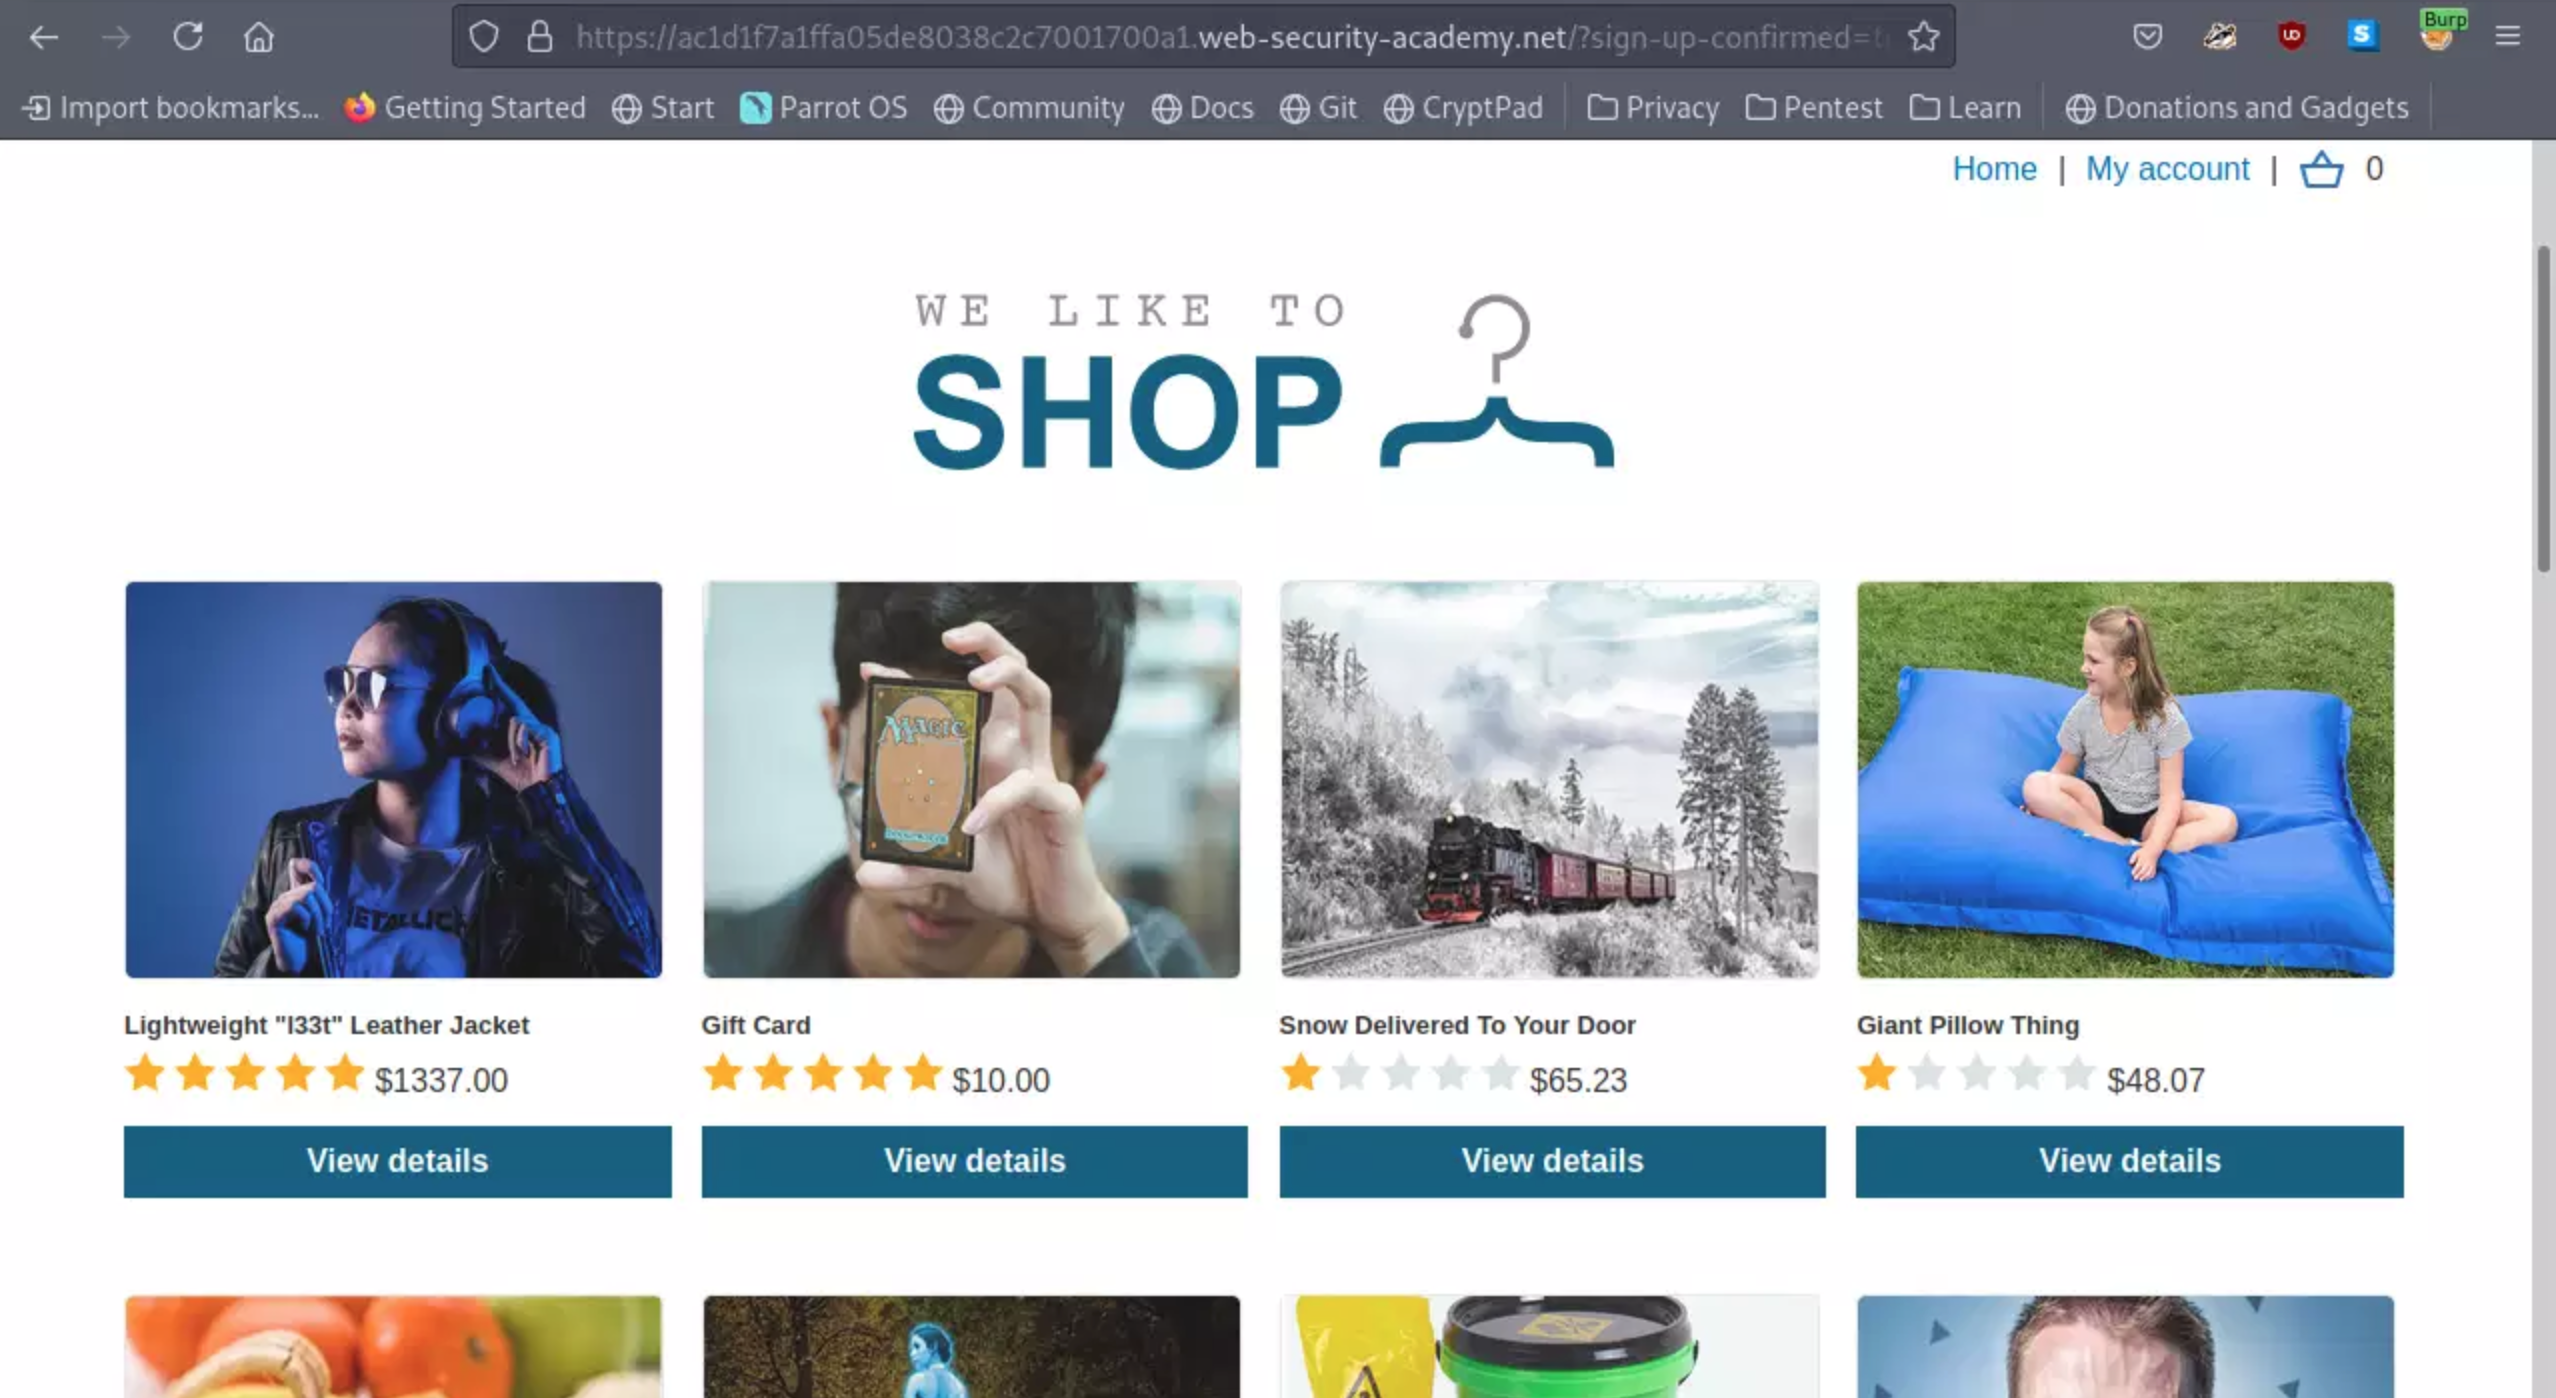 https://ac1d1f7a1ffa05de8038c2c7001700a1.web-security-academy.net/?sign-up-confirmed=t
Burp
Import bookmarks... Getting Started Start Parrot OS Community Docs Git CryptPad Privacy Pentest Learn Donations and Gadgets
Home | My account | 0
WE LIKE TO
SHOP
MAGIC
METALLIC
Lightweight "l33t" Leather Jacket
Gift Card
Snow Delivered To Your Door
Giant Pillow Thing
$1337.00
$10.00
$65.23
$48.07
View details
View details
View details
View details